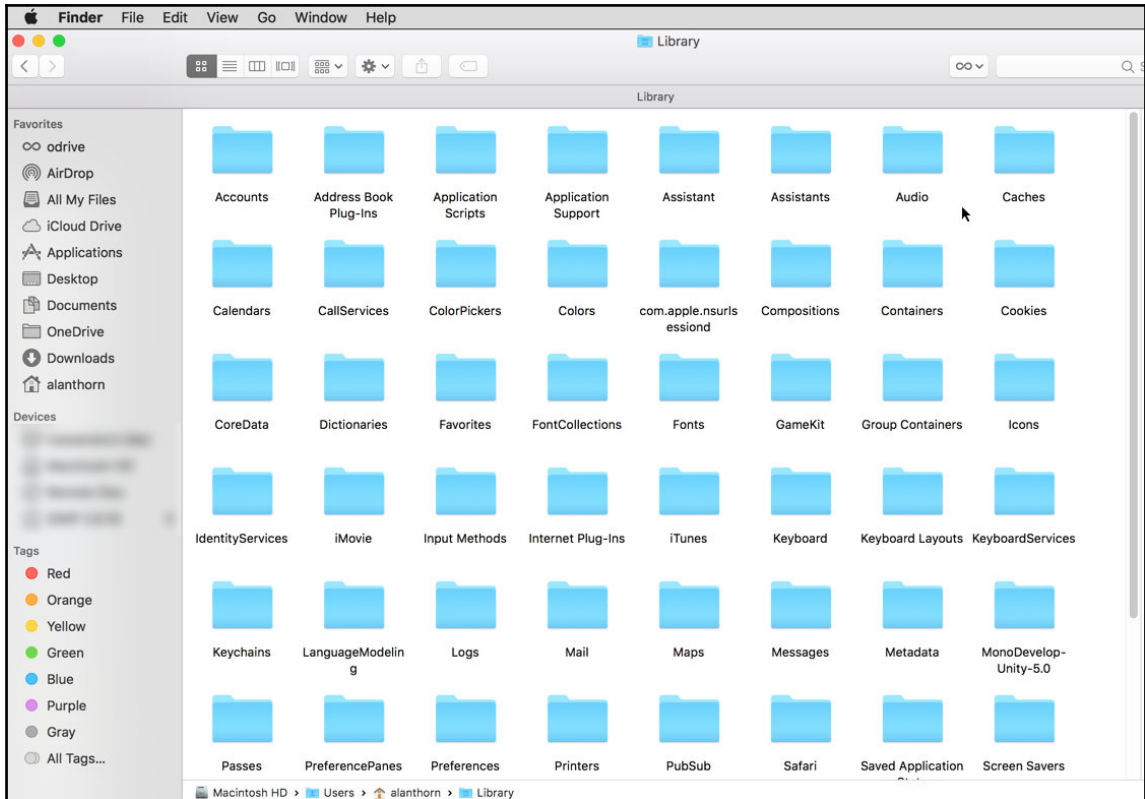 Finder File Edit View Go Window Help
Library
Library
Favorites
odrive
AirDrop
All My Files
iCloud Drive
Applications
Desktop
Documents
OneDrive
Downloads
alanthorn
Devices
Tags
Red
Orange
Yellow
Green
Blue
Purple
Gray
All Tags...
Accounts Address Book Application Application Assistant Assistants Audio Caches
Plug-Ins Scripts Support
Calendars CallServices ColorPickers Colors com.apple.nsurls Compositions Containers Cookies
essiond
CoreData Dictionaries Favorites FontCollections Fonts GameKit Group Containers Icons
IdentityServices iMovie Input Methods Internet Plug-Ins iTunes Keyboard Keyboard Layouts KeyboardServices
Keychains LanguageModelin Logs Mail Maps Messages Metadata MonoDevelop-
g Unity-5.0
Passes PreferencePanes Preferences Printers PubSub Safari Saved Application Screen Savers
Macintosh HD › Users › alanthorn › Library